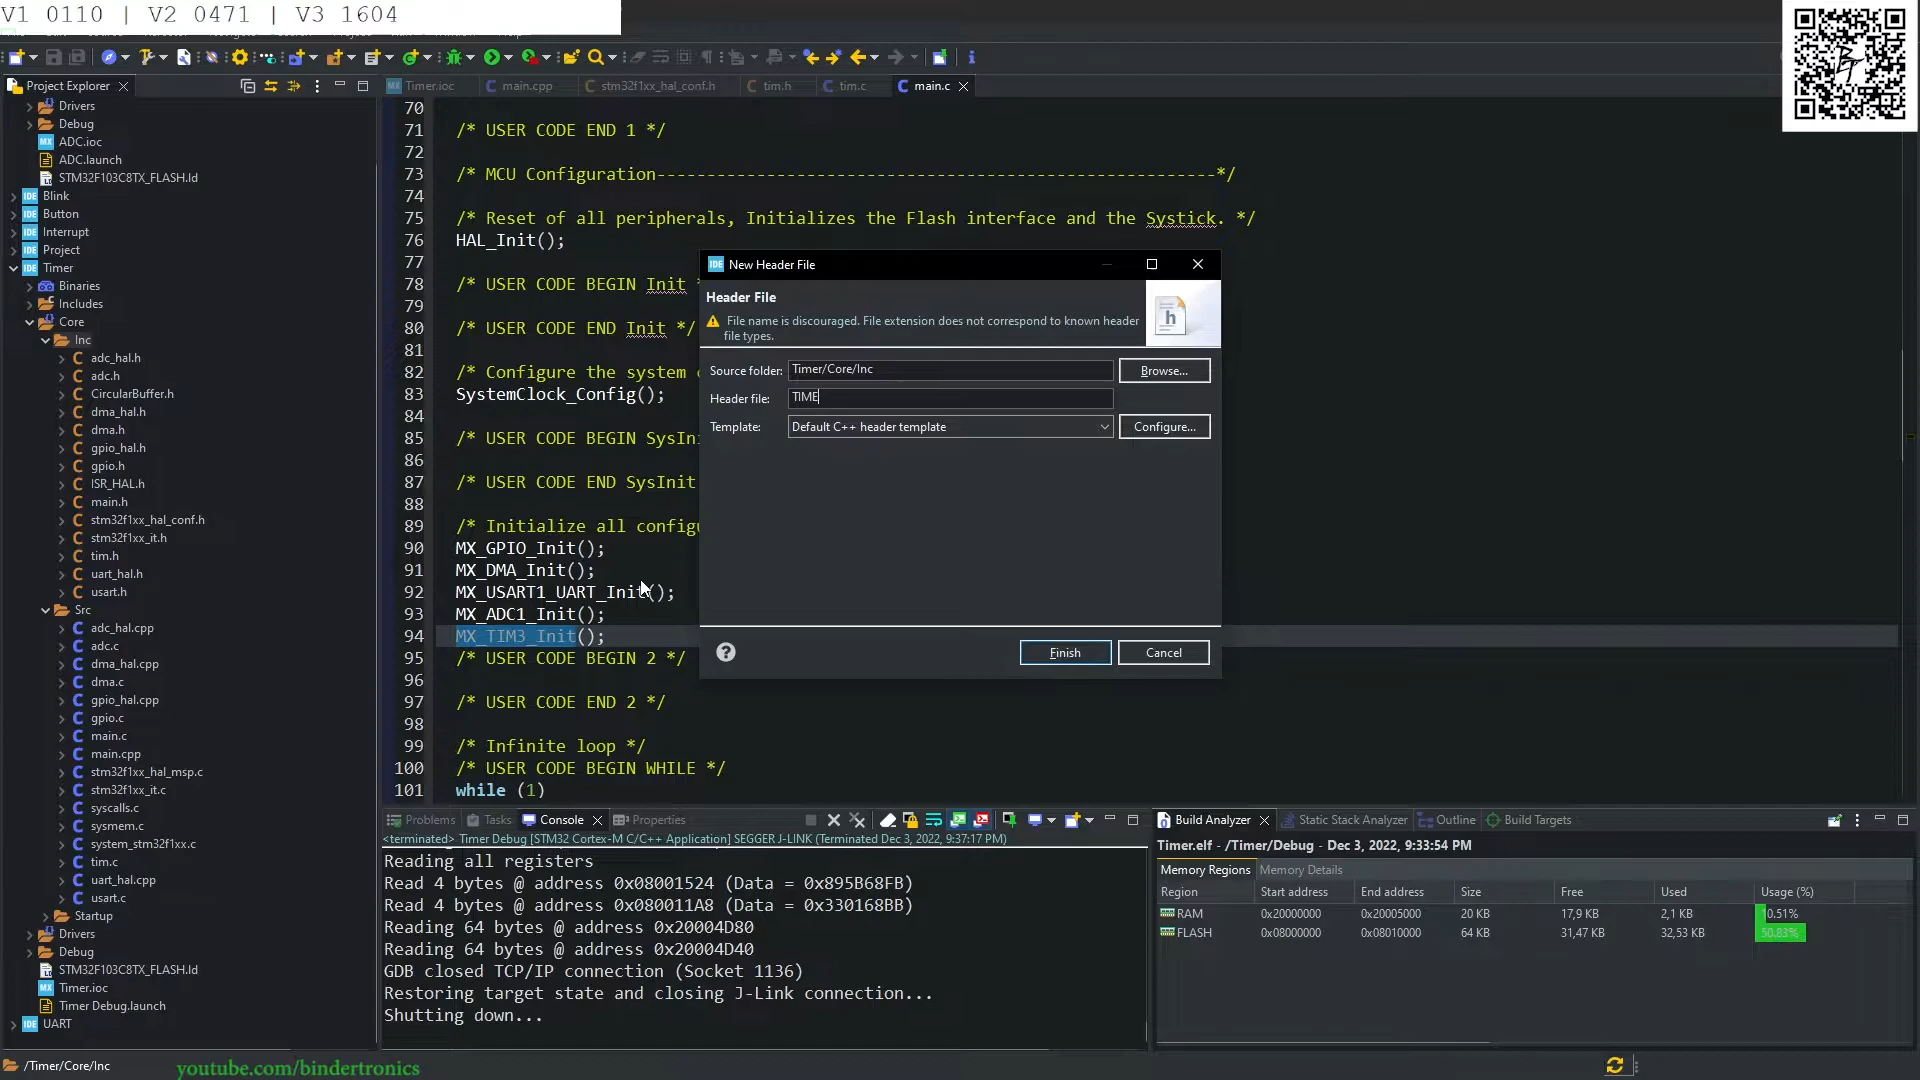 V1 0110 | V2 0471 | V3 1604
Project Explorer
Drivers
Debug
ADC.ioc
ADC.launch
STM32F103C8TX_FLASH.ld
Blink
Button
Interrupt
Project
Timer
Binaries
Includes
Core
Inc
adc_hal.h
adc.h
CircularBuffer.h
dma_hal.h
dma.h
gpio_hal.h
gpio.h
ISR_HAL.h
main.h
stm32f1xx_hal_conf.h
stm32f1xx_it.h
tim.h
uart_hal.h
usart.h
Src
adc_hal.cpp
adc.c
dma_hal.cpp
dma.c
gpio_hal.cpp
gpio.c
main.c
main.cpp
stm32f1xx_hal_msp.c
stm32f1xx_it.c
syscalls.c
sysmem.c
system_stm32f1xx.c
tim.c
uart_hal.cpp
usart.c
Startup
Drivers
Debug
STM32F103C8TX_FLASH.ld
Timer.ioc
Timer Debug.launch
UART
Timer.ioc main.cpp stm32f1xx_hal_conf.h tim.h tim.c main.c
70
71 /* USER CODE END 1 */
72
73 /* MCU Configuration--------------------------------------------------------*/
74
75 /* Reset of all peripherals, Initializes the Flash interface and the Systick. */
76 HAL_Init();
77
78 /* USER CODE BEGIN Init
79
80 /* USER CODE END Init */
81
82 /* Configure the system
83 SystemClock_Config();
84
85 /* USER CODE BEGIN SysIni
86
87 /* USER CODE END SysInit
88
89 /* Initialize all config
90 MX_GPIO_Init();
91 MX_DMA_Init();
92 MX_USART1_UART_Init();
93 MX_ADC1_Init();
94 MX_TIM3_Init();
95 /* USER CODE BEGIN 2 */
96
97 /* USER CODE END 2 */
98
99 /* Infinite loop */
100 /* USER CODE BEGIN WHILE */
101 while (1)
IDE New Header File
Header File
File name is discouraged. File extension does not correspond to known header
file types.
h
Source folder: Timer/Core/Inc Browse...
Header file: TIME
Template: Default C++ header template Configure...
? Finish Cancel
Problems Tasks Console Properties
<terminated> Timer Debug [STM32 Cortex-M C/C++ Application] SEGGER J-LINK (Terminated Dec 3, 2022, 9:37:17 PM)
Reading all registers
Read 4 bytes @ address 0x08001524 (Data = 0x895B68FB)
Read 4 bytes @ address 0x080011A8 (Data = 0x330168BB)
Reading 64 bytes @ address 0x20004D80
Reading 64 bytes @ address 0x20004D40
GDB closed TCP/IP connection (Socket 1136)
Restoring target state and closing J-Link connection...
Shutting down...
Build Analyzer Static Stack Analyzer Outline Build Targets
Timer.elf - /Timer/Debug - Dec 3, 2022, 9:33:54 PM
Memory Regions Memory Details
Region Start address End address Size Free Used Usage (%)
RAM 0x20000000 0x20005000 20 KB 17,9 KB 2,1 KB 10.51%
FLASH 0x08000000 0x08010000 64 KB 31,47 KB 32,53 KB 50.83%
/Timer/Core/Inc
youtube.com/bindertronics